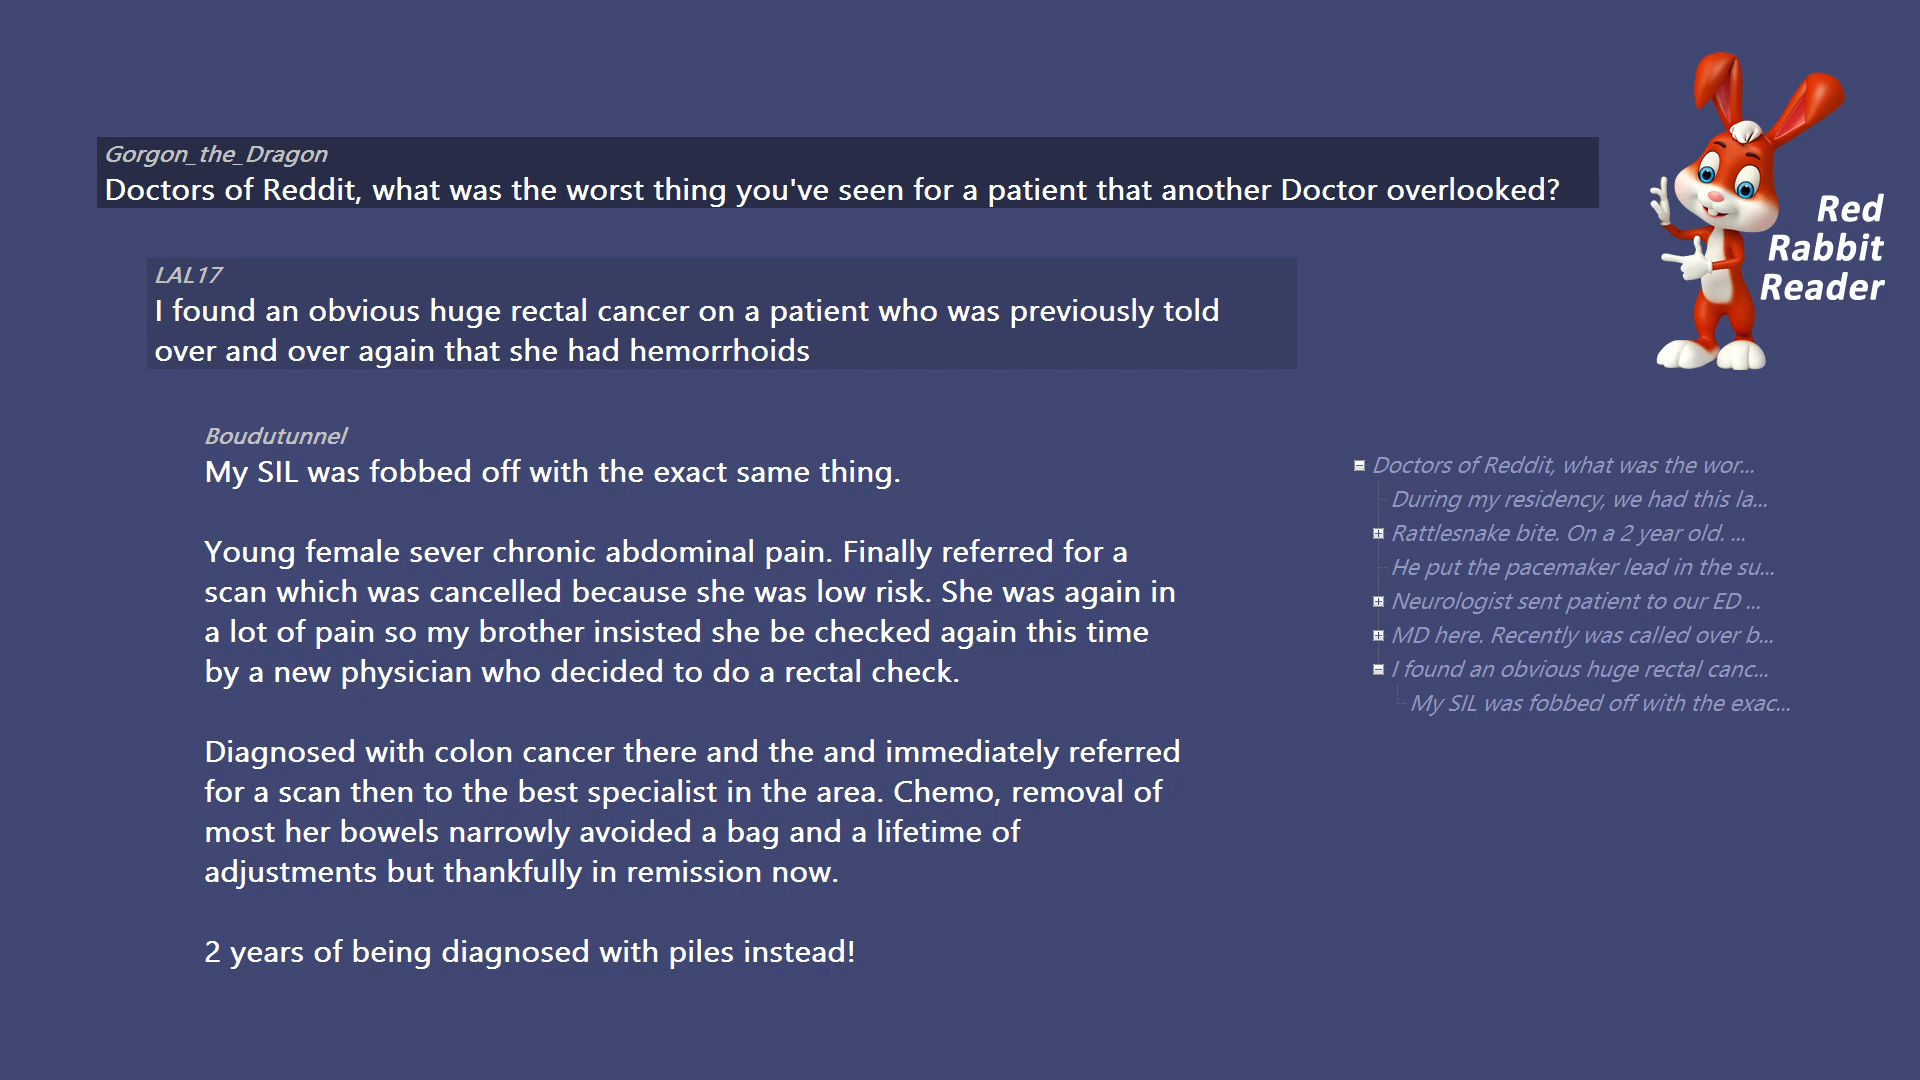 Gorgon_the_Dragon
Doctors of Reddit, what was the worst thing you've seen for a patient that another Doctor overlooked?
Red
Rabbit
Reader
LAL17
I found an obvious huge rectal cancer on a patient who was previously told
over and over again that she had hemorrhoids
Boudutunnel
My SIL was fobbed off with the exact same thing.
Young female sever chronic abdominal pain. Finally referred for a
scan which was cancelled because she was low risk. She was again in
a lot of pain so my brother insisted she be checked again this time
by a new physician who decided to do a rectal check.
Diagnosed with colon cancer there and the and immediately referred
for a scan then to the best specialist in the area. Chemo, removal of
most her bowels narrowly avoided a bag and a lifetime of
adjustments but thankfully in remission now.
2 years of being diagnosed with piles instead!
Doctors of Reddit, what was the wor...
During my residency, we had this la...
Rattlesnake bite. On a 2 year old. ...
He put the pacemaker lead in the su...
Neurologist sent patient to our ED ...
MD here. Recently was called over b...
I found an obvious huge rectal canc...
My SIL was fobbed off with the exac...